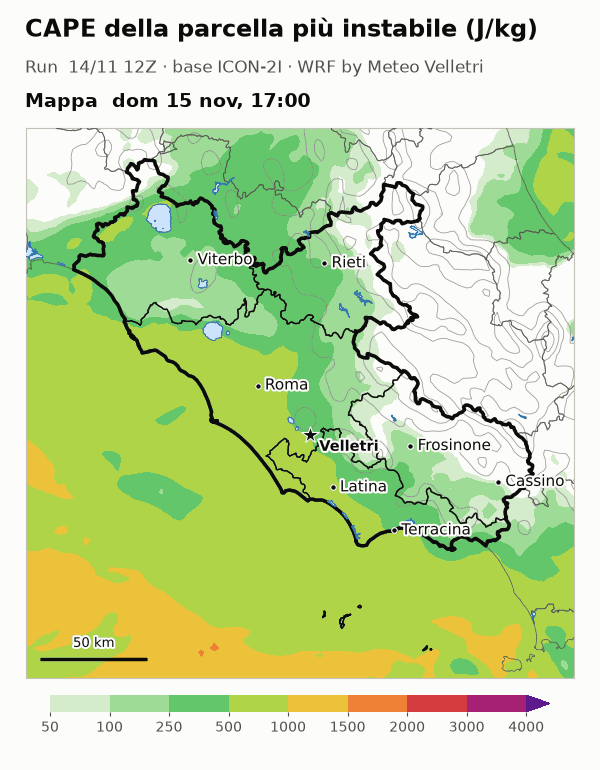 CAPE della parcella più instabile (J/kg)
Run  14/11 12Z · base ICON-2I · WRF by Meteo Velletri
Mappa  dom 15 nov, 17:00
Viterbo
Rieti
Roma
Velletri
Frosinone
Cassino
Latina
Terracina
50 km
50 100 250 500 1000 1500 2000 3000 4000